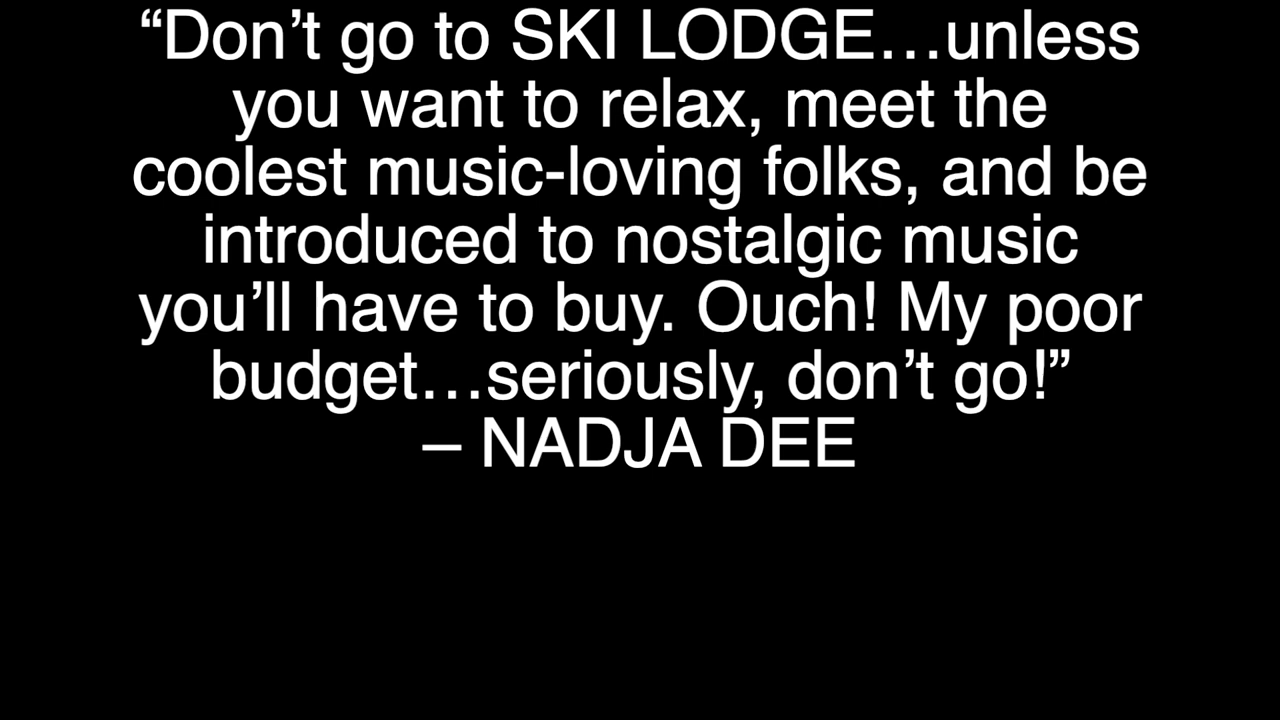 “Don’t go to SKI LODGE…unless
you want to relax, meet the
coolest music-loving folks, and be
introduced to nostalgic music
you’ll have to buy. Ouch! My poor
budget…seriously, don’t go!”
– NADJA DEE